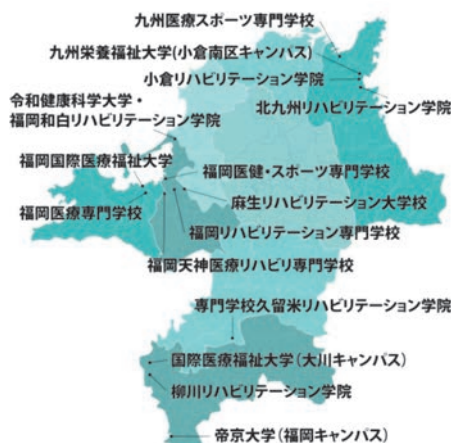 九州医療スポーツ専門学校
九州栄養福祉大学(小倉南区キャンパス)
小倉リハビリテーション学院
北九州リハビリテーション学院
令和健康科学大学・
福岡和白リハビリテーション学院
福岡国際医療福祉大学
福岡医健・スポーツ専門学校
福岡医療専門学校
麻生リハビリテーション大学校
福岡リハビリテーション専門学校
福岡天神医療リハビリ専門学校
専門学校久留米リハビリテーション学院
国際医療福祉大学(大川キャンパス)
柳川リハビリテーション学院
帝京大学(福岡キャンパス)